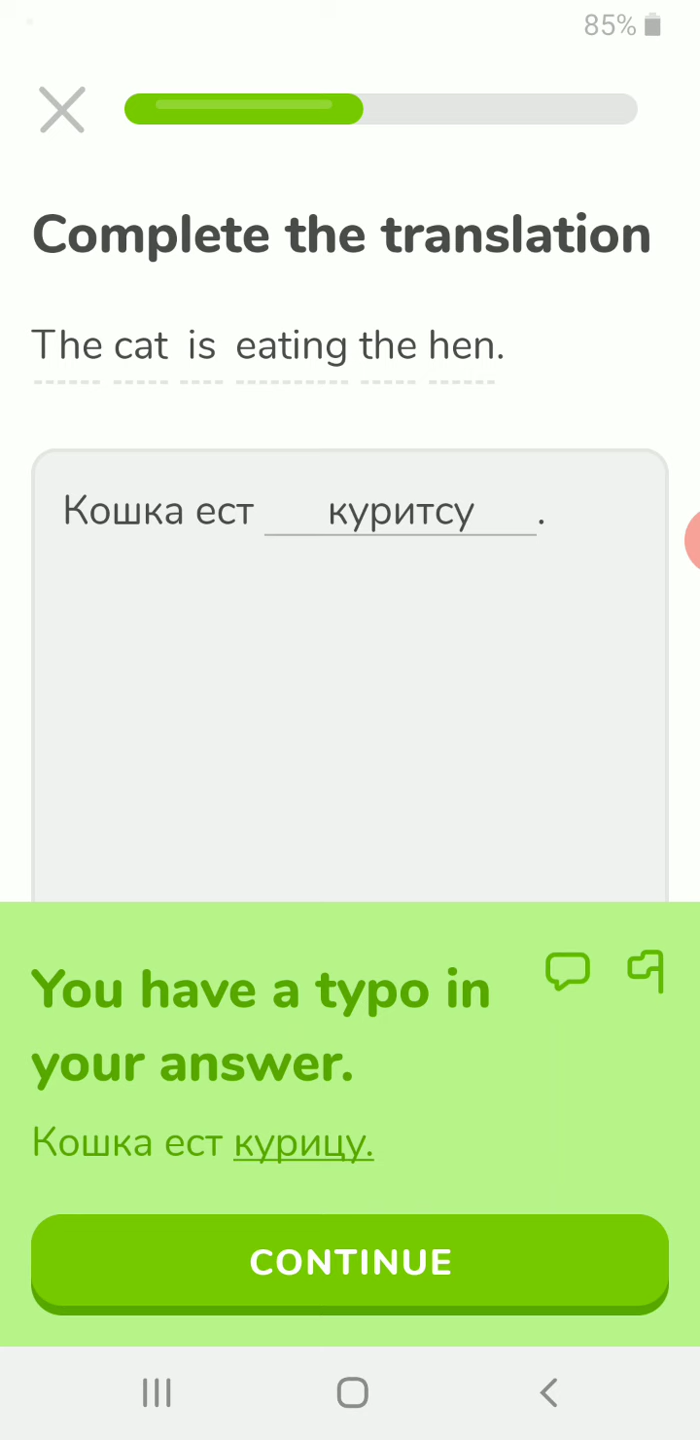 85%
Complete the translation
The cat is eating the hen.
Кошка ест куритсу.
You have a typo in
your answer.
Кошка ест курицу.
CONTINUE